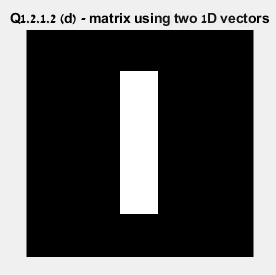 Q1.2.1.2 (d) - matrix using two 1D vectors